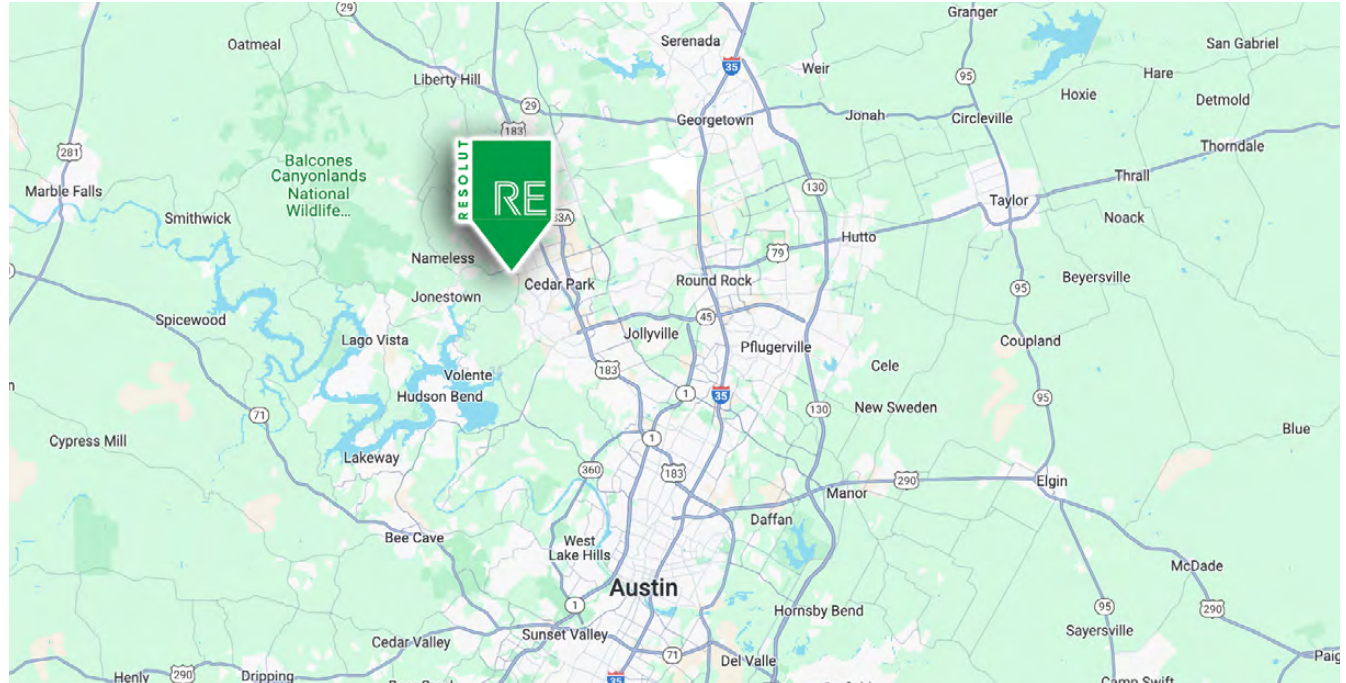 29
Granger
Oatmeal
Serenada
San Gabriel
35
Weir
95
Hare
Liberty Hill
Hoxie
Detmold
29
Georgetown
Jonah
Circleville
183
281
RESOLUT
RE
Thorndale
Balcones
Canyonlands
National
Wildlife...
Thrall
130
Marble Falls
Taylor
Smithwick
83A
Noack
Hutto
79
Nameless
Beyersville
Cedar Park
Round Rock
95
Jonestown
Spicewood
45
Jollyville
Lago Vista
Pflugerville
Coupland
183
Volente
Cele
Hudson Bend
1
35
95
130
New Sweden
71
Blue
Cypress Mill
1
Lakeway
360
183
290
Elgin
Manor
Daffan
Bee Cave
West
Lake Hills
McDade
Austin
1
Hornsby Bend
95
290
Sayersville
Cedar Valley
Sunset Valley
71
Del Valle
Paig
290
Henly
Dripping
35
Camp Swift